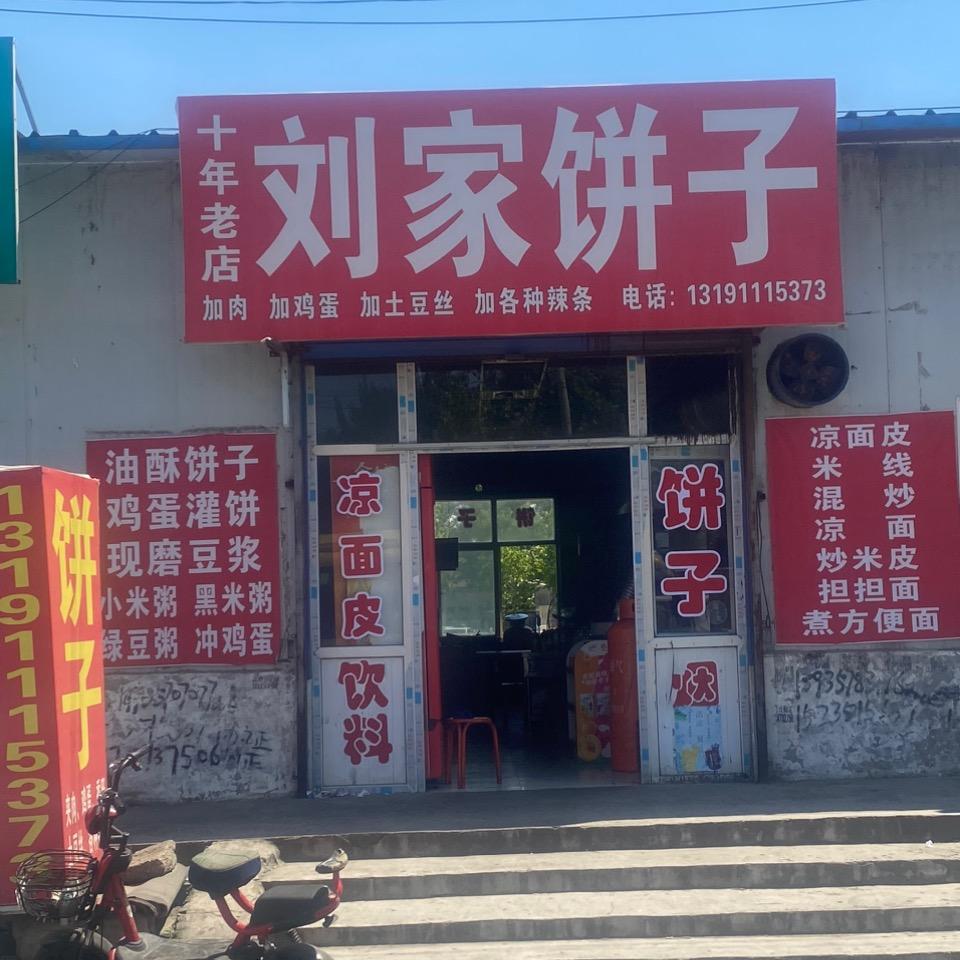 十年老店
刘家饼子
加肉 加鸡蛋 加土豆丝 加各种辣条 电话: 13191115373
油酥饼子
鸡蛋灌饼
现磨豆浆
小米粥 黑米粥
绿豆粥 冲鸡蛋
凉面皮
饮料
饼子
烟
凉面皮
米线
混炒
凉面
炒米皮
担担面
煮方便面
饼子
1319111537